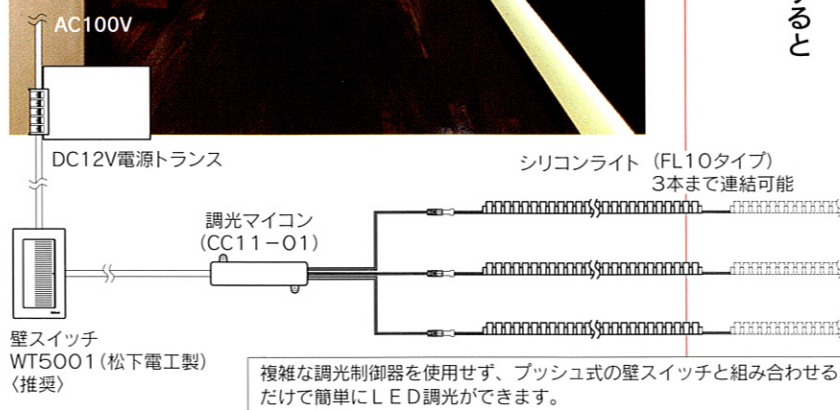 ると
AC100V
DC12V電源トランス
シリコンライト（FL10タイプ）
3本まで連結可能
調光マイコン
（CC11－01）
壁スイッチ
WT5001（松下電工製）
〈推奨〉
複雑な調光制御器を使用せず、プッシュ式の壁スイッチと組み合わせる
だけで簡単にＬＥＤ調光ができます。